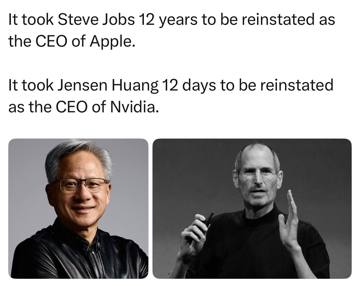 It took Steve Jobs 12 years to be reinstated as
the CEO of Apple.
It took Jensen Huang 12 days to be reinstated
as the CEO of Nvidia.